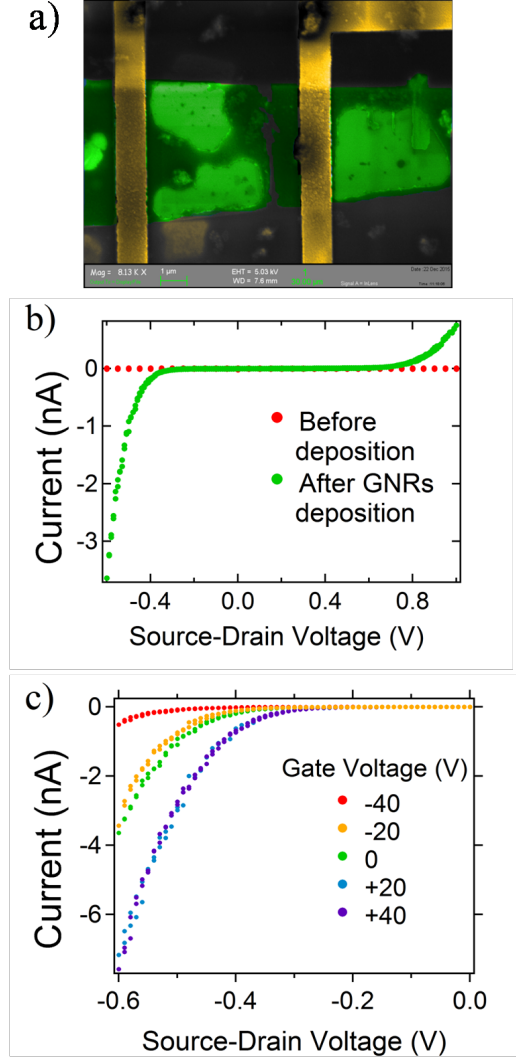 a)
Mag = 8.13 K X
1 µm
EHT = 5.03 kV
WD = 7.6 mm
Signal A = InLens
Date :22 Dec 2015
b)
Current (nA)
0
-1
-2
-3
Before
deposition
After GNRs
deposition
-0.4
0.0
0.4
0.8
Source-Drain Voltage (V)
c)
Current (nA)
0
-2
-4
-6
Gate Voltage (V)
-40
-20
0
+20
+40
-0.6
-0.4
-0.2
0.0
Source-Drain Voltage (V)